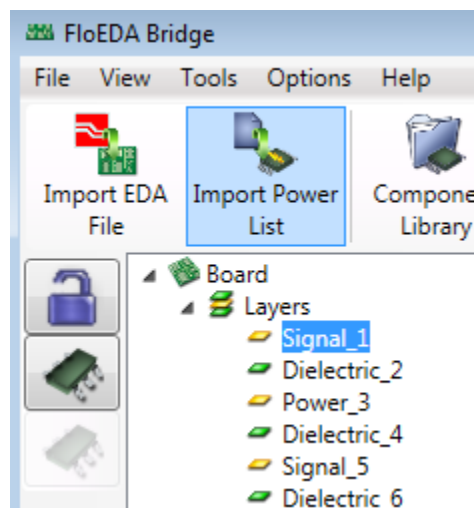 FloEDA Bridge
File View Tools Options Help
Import EDA File
Import Power List
Library
Board
Layers
Signal_1
Dielectric_2
Power_3
Dielectric_4
Signal_5
Dielectric_6